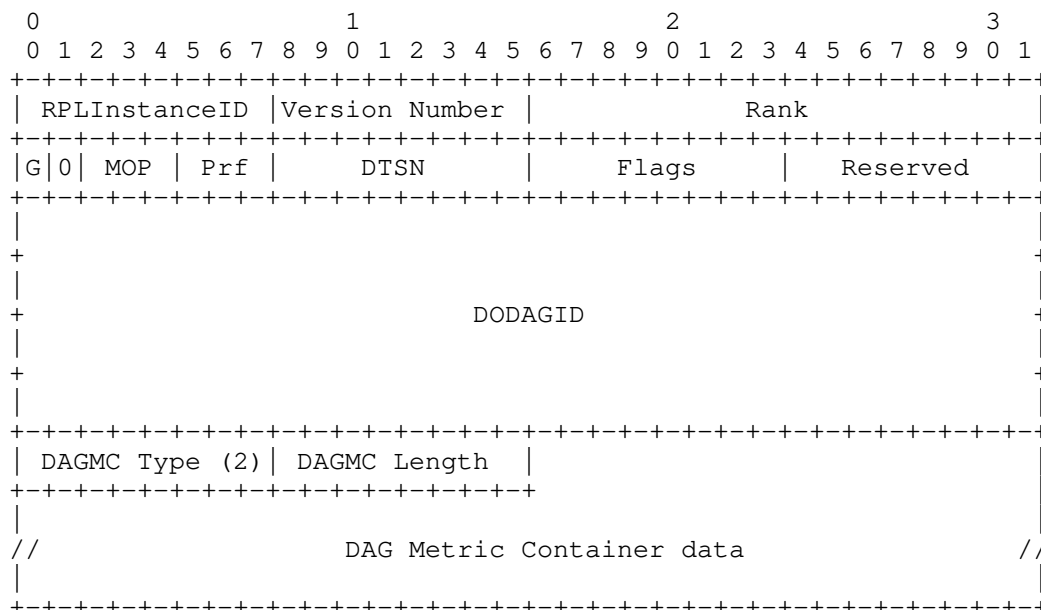 0                   1                   2                   3
0 1 2 3 4 5 6 7 8 9 0 1 2 3 4 5 6 7 8 9 0 1 2 3 4 5 6 7 8 9 0 1
+-+-+-+-+-+-+-+-+-+-+-+-+-+-+-+-+-+-+-+-+-+-+-+-+-+-+-+-+-+-+-+-+
| RPLInstanceID |Version Number |             Rank              |
+-+-+-+-+-+-+-+-+-+-+-+-+-+-+-+-+-+-+-+-+-+-+-+-+-+-+-+-+-+-+-+-+
|G|0| MOP | Prf |     DTSN      |     Flags     |   Reserved    |
+-+-+-+-+-+-+-+-+-+-+-+-+-+-+-+-+-+-+-+-+-+-+-+-+-+-+-+-+-+-+-+-+
|                                                               |
+                                                               +
|                                                               |
+                            DODAGID                            +
|                                                               |
+                                                               +
|                                                               |
+-+-+-+-+-+-+-+-+-+-+-+-+-+-+-+-+-+-+-+-+-+-+-+-+-+-+-+-+-+-+-+-+
| DAGMC Type (2)| DAGMC Length  |                               |
+-+-+-+-+-+-+-+-+-+-+-+-+-+-+-+-+
|                                                               |
//                   DAG Metric Container data                 //
|                                                               |
+-+-+-+-+-+-+-+-+-+-+-+-+-+-+-+-+-+-+-+-+-+-+-+-+-+-+-+-+-+-+-+-+